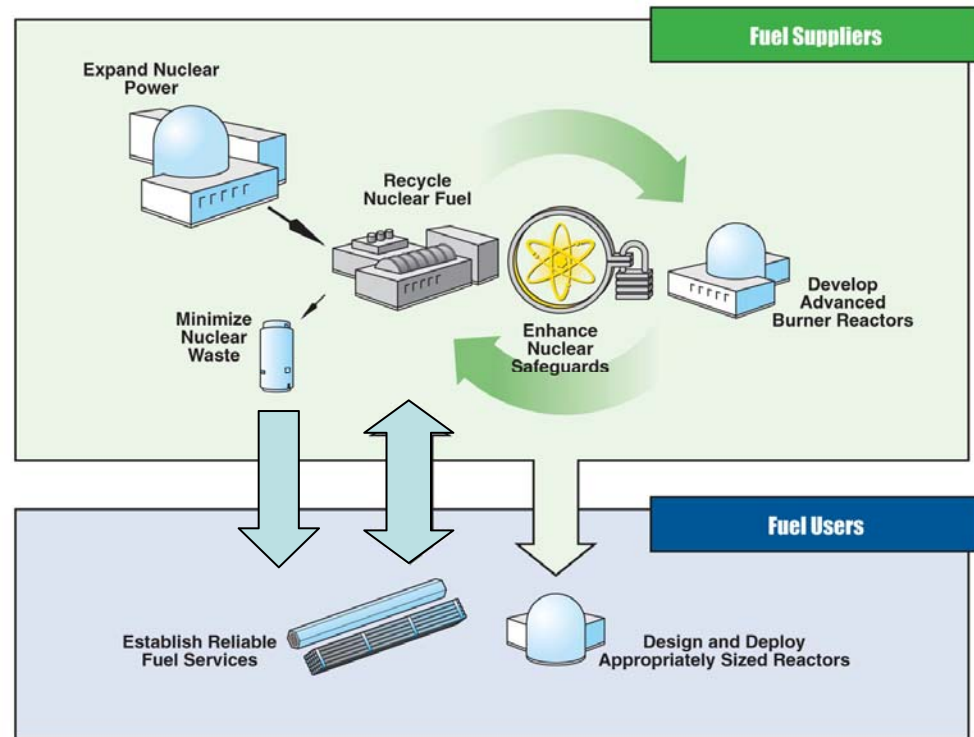 Fuel Suppliers
Expand Nuclear
Power
Recycle
Nuclear Fuel
Develop
Advanced
Burner Reactors
Minimize
Nuclear
Waste
Enhance
Nuclear
Safeguards
Fuel Users
Establish Reliable
Fuel Services
Design and Deploy
Appropriately Sized Reactors